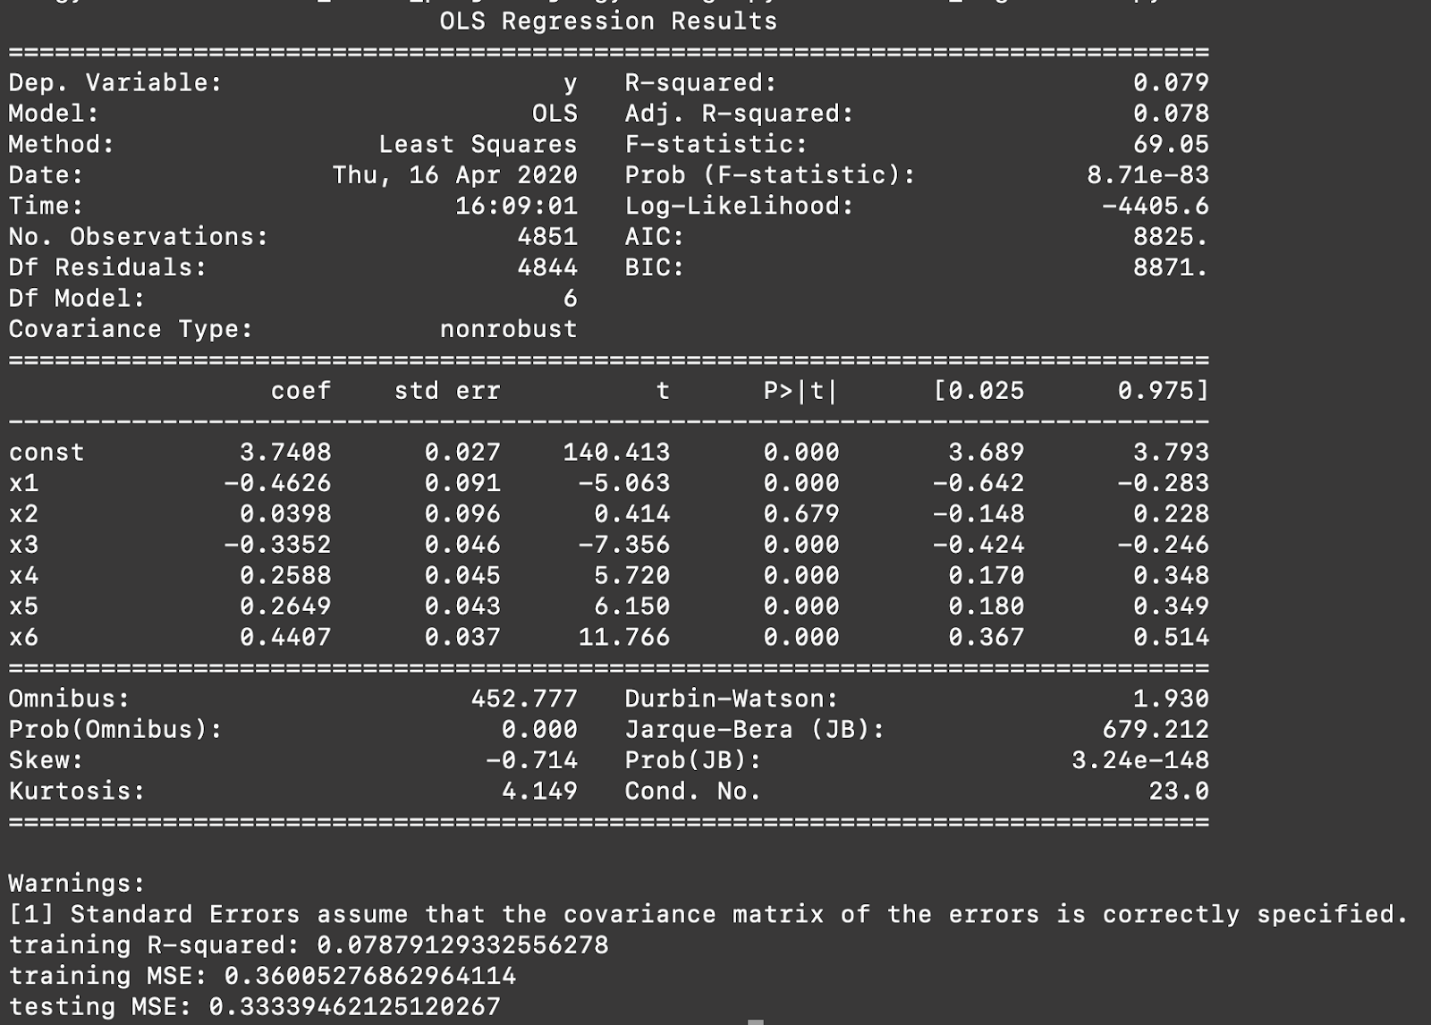 OLS Regression Results
==============================================================================
Dep. Variable: y R-squared: 0.079
Model: OLS Adj. R-squared: 0.078
Method: Least Squares F-statistic: 69.05
Date: Thu, 16 Apr 2020 Prob (F-statistic): 8.71e-83
Time: 16:09:01 Log-Likelihood: -4405.6
No. Observations: 4851 AIC: 8825.
Df Residuals: 4844 BIC: 8871.
Df Model: 6
Covariance Type: nonrobust
==============================================================================
coef std err t P>|t| [0.025 0.975]
------------------------------------------------------------------------------
const 3.7408 0.027 140.413 0.000 3.689 3.793
x1 -0.4626 0.091 -5.063 0.000 -0.642 -0.283
x2 0.0398 0.096 0.414 0.679 -0.148 0.228
x3 -0.3352 0.046 -7.356 0.000 -0.424 -0.246
x4 0.2588 0.045 5.720 0.000 0.170 0.348
x5 0.2649 0.043 6.150 0.000 0.180 0.349
x6 0.4407 0.037 11.766 0.000 0.367 0.514
==============================================================================
Omnibus: 452.777 Durbin-Watson: 1.930
Prob(Omnibus): 0.000 Jarque-Bera (JB): 679.212
Skew: -0.714 Prob(JB): 3.24e-148
Kurtosis: 4.149 Cond. No. 23.0
==============================================================================
Warnings:
[1] Standard Errors assume that the covariance matrix of the errors is correctly specified.
training R-squared: 0.07879129332556278
training MSE: 0.36005276862964114
testing MSE: 0.33339462125120267